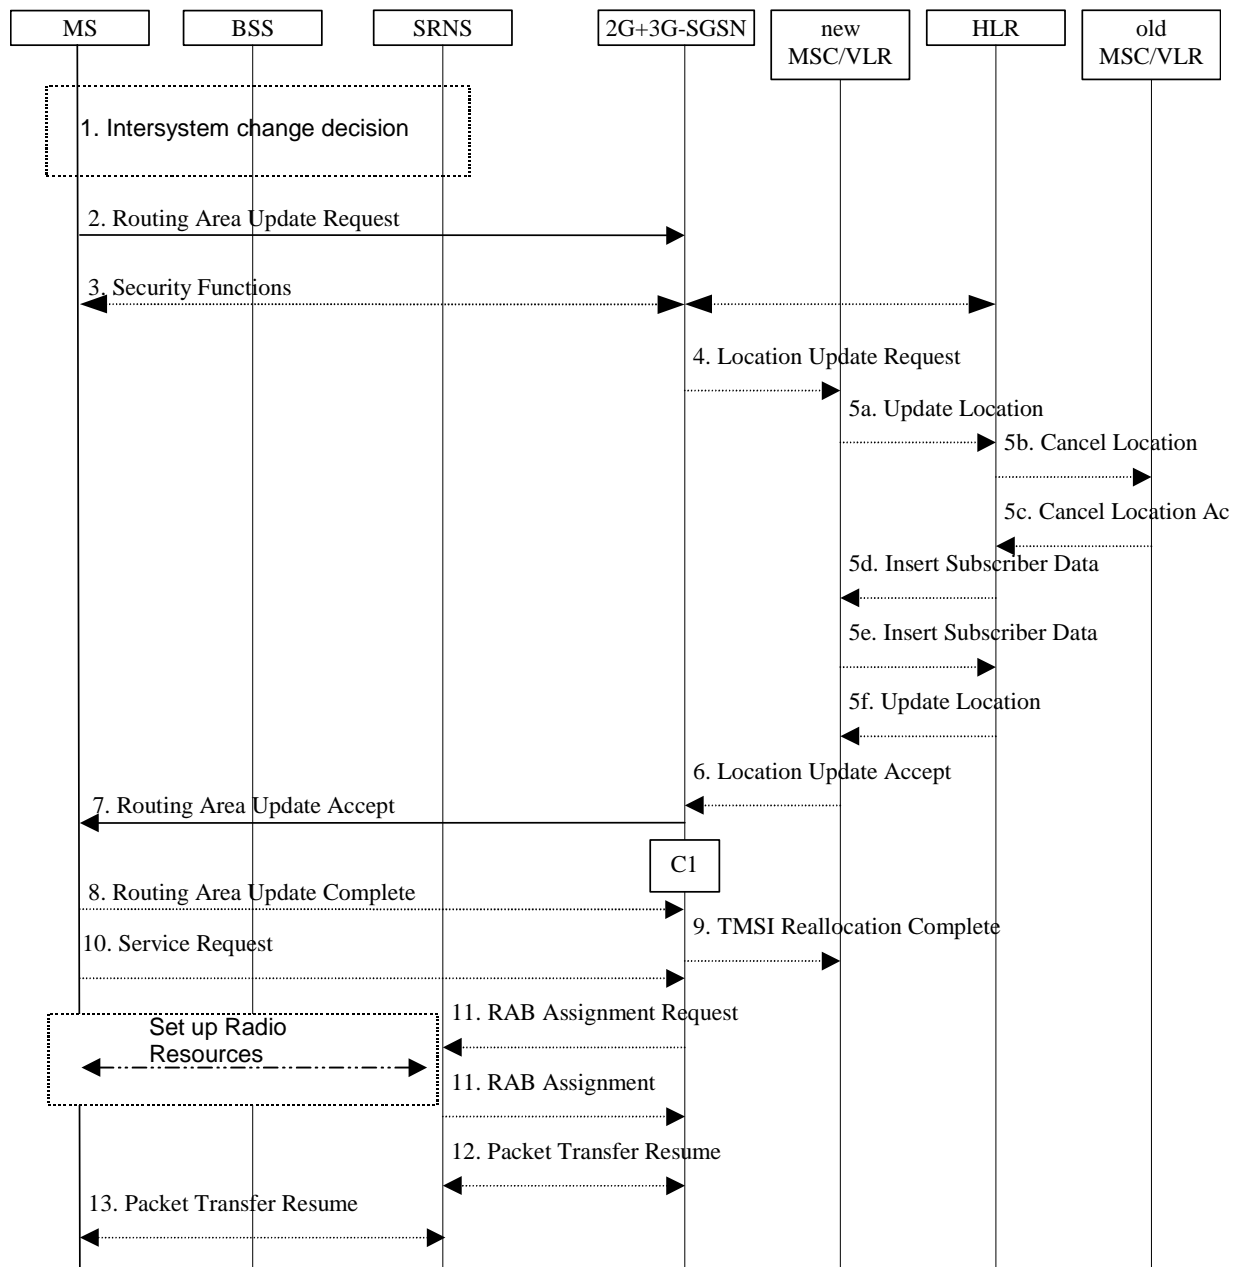 MS
BSS
SRNS
2G+3G-SGSN
new
MSC/VLR
HLR
old
MSC/VLR
1. Intersystem change decision
2. Routing Area Update Request
3. Security Functions
4. Location Update Request
5a. Update Location
5b. Cancel Location
5c. Cancel Location Ac
5d. Insert Subscriber Data
5e. Insert Subscriber Data
5f. Update Location
6. Location Update Accept
7. Routing Area Update Accept
C1
8. Routing Area Update Complete
9. TMSI Reallocation Complete
10. Service Request
11. RAB Assignment Request
Set up Radio
Resources
11. RAB Assignment
12. Packet Transfer Resume
13. Packet Transfer Resume